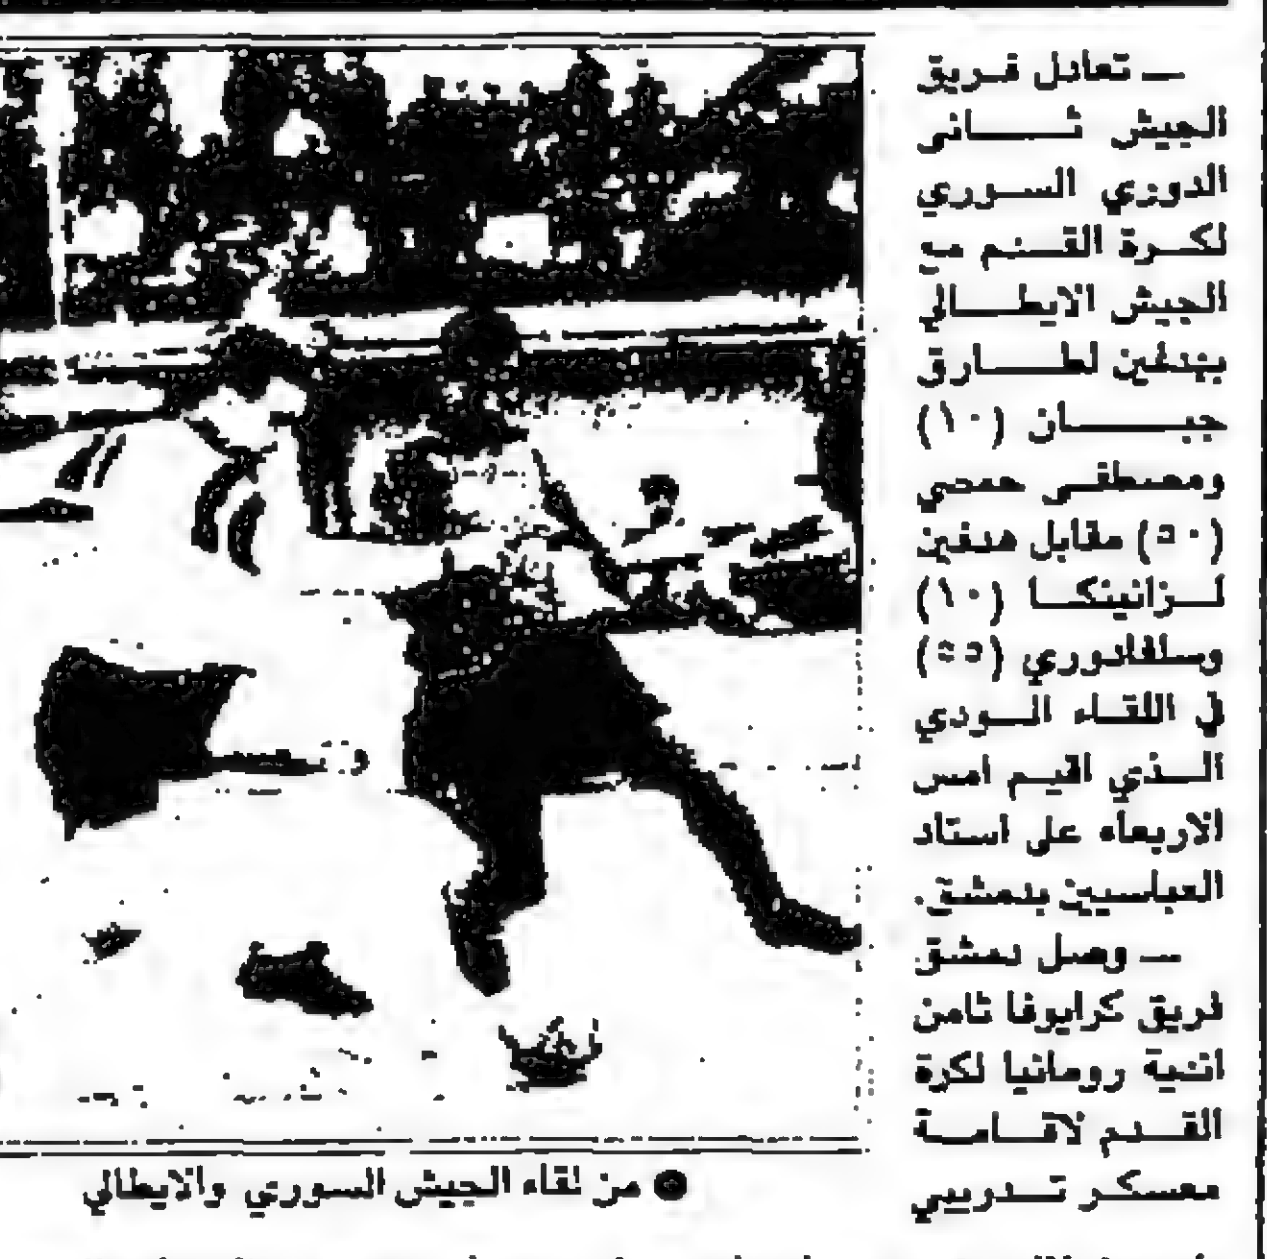 ـ تعادل فريق
الجيش ثاني
الدوري السوري
لكرة القدم مع
الجيش الايطالي
بهدفين لطارق
جبان (١٠)
ومصطفى حمصي
(٥٠) مقابل هدفين
لزانينكا (١٠)
وسلفادوري (٥٥)
في اللقاء الودي
الذي اقيم امس
الاربعاء على استاد
العباسيين بدمشق.
ـ وصل دمشق
فريق كرايوفا ثامن
اندية رومانيا لكرة
القدم لاقامة
معسكر تدريبي
● من لقاء الجيش السوري والايطالي